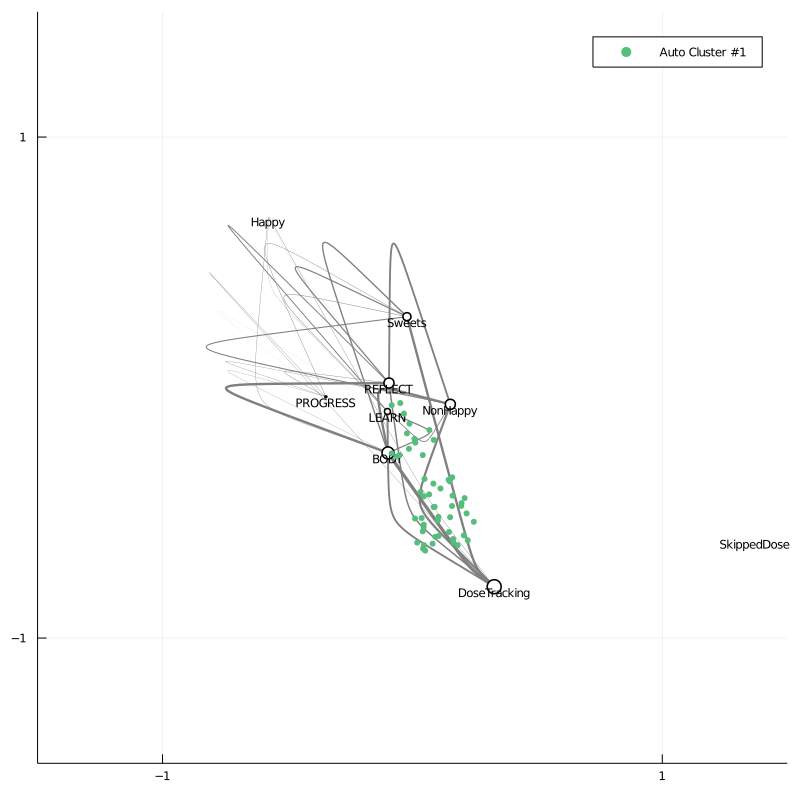 Auto Cluster #1
1
Happy
Sweets
REFLECT
PROGRESS
NonHappy
LEARN
BODY
SkippedDose
DoseTracking
−1
−1
1